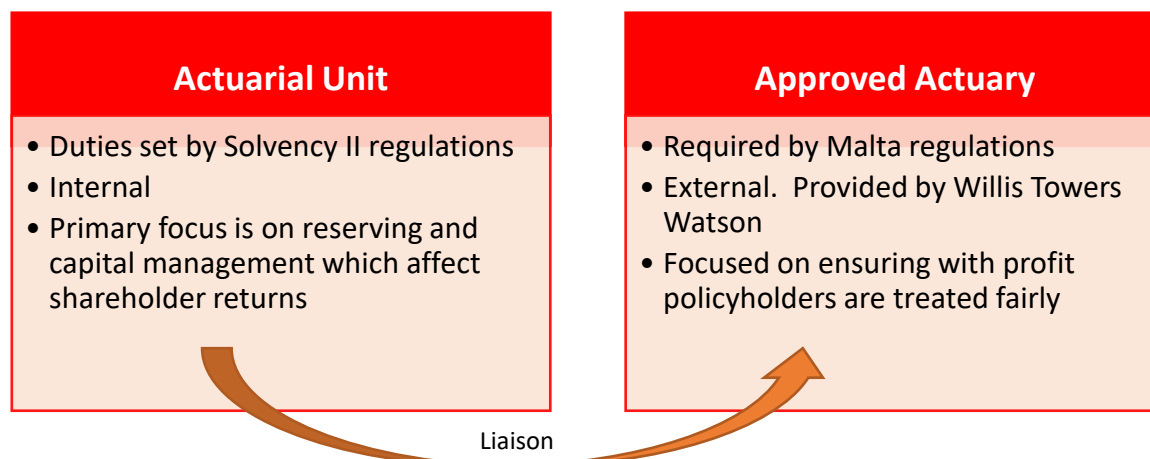 Actuarial Unit
• Duties set by Solvency II regulations
• Internal
• Primary focus is on reserving and
capital management which affect
shareholder returns
Approved Actuary
• Required by Malta regulations
• External.  Provided by Willis Towers
Watson
• Focused on ensuring with profit
policyholders are treated fairly
Liaison